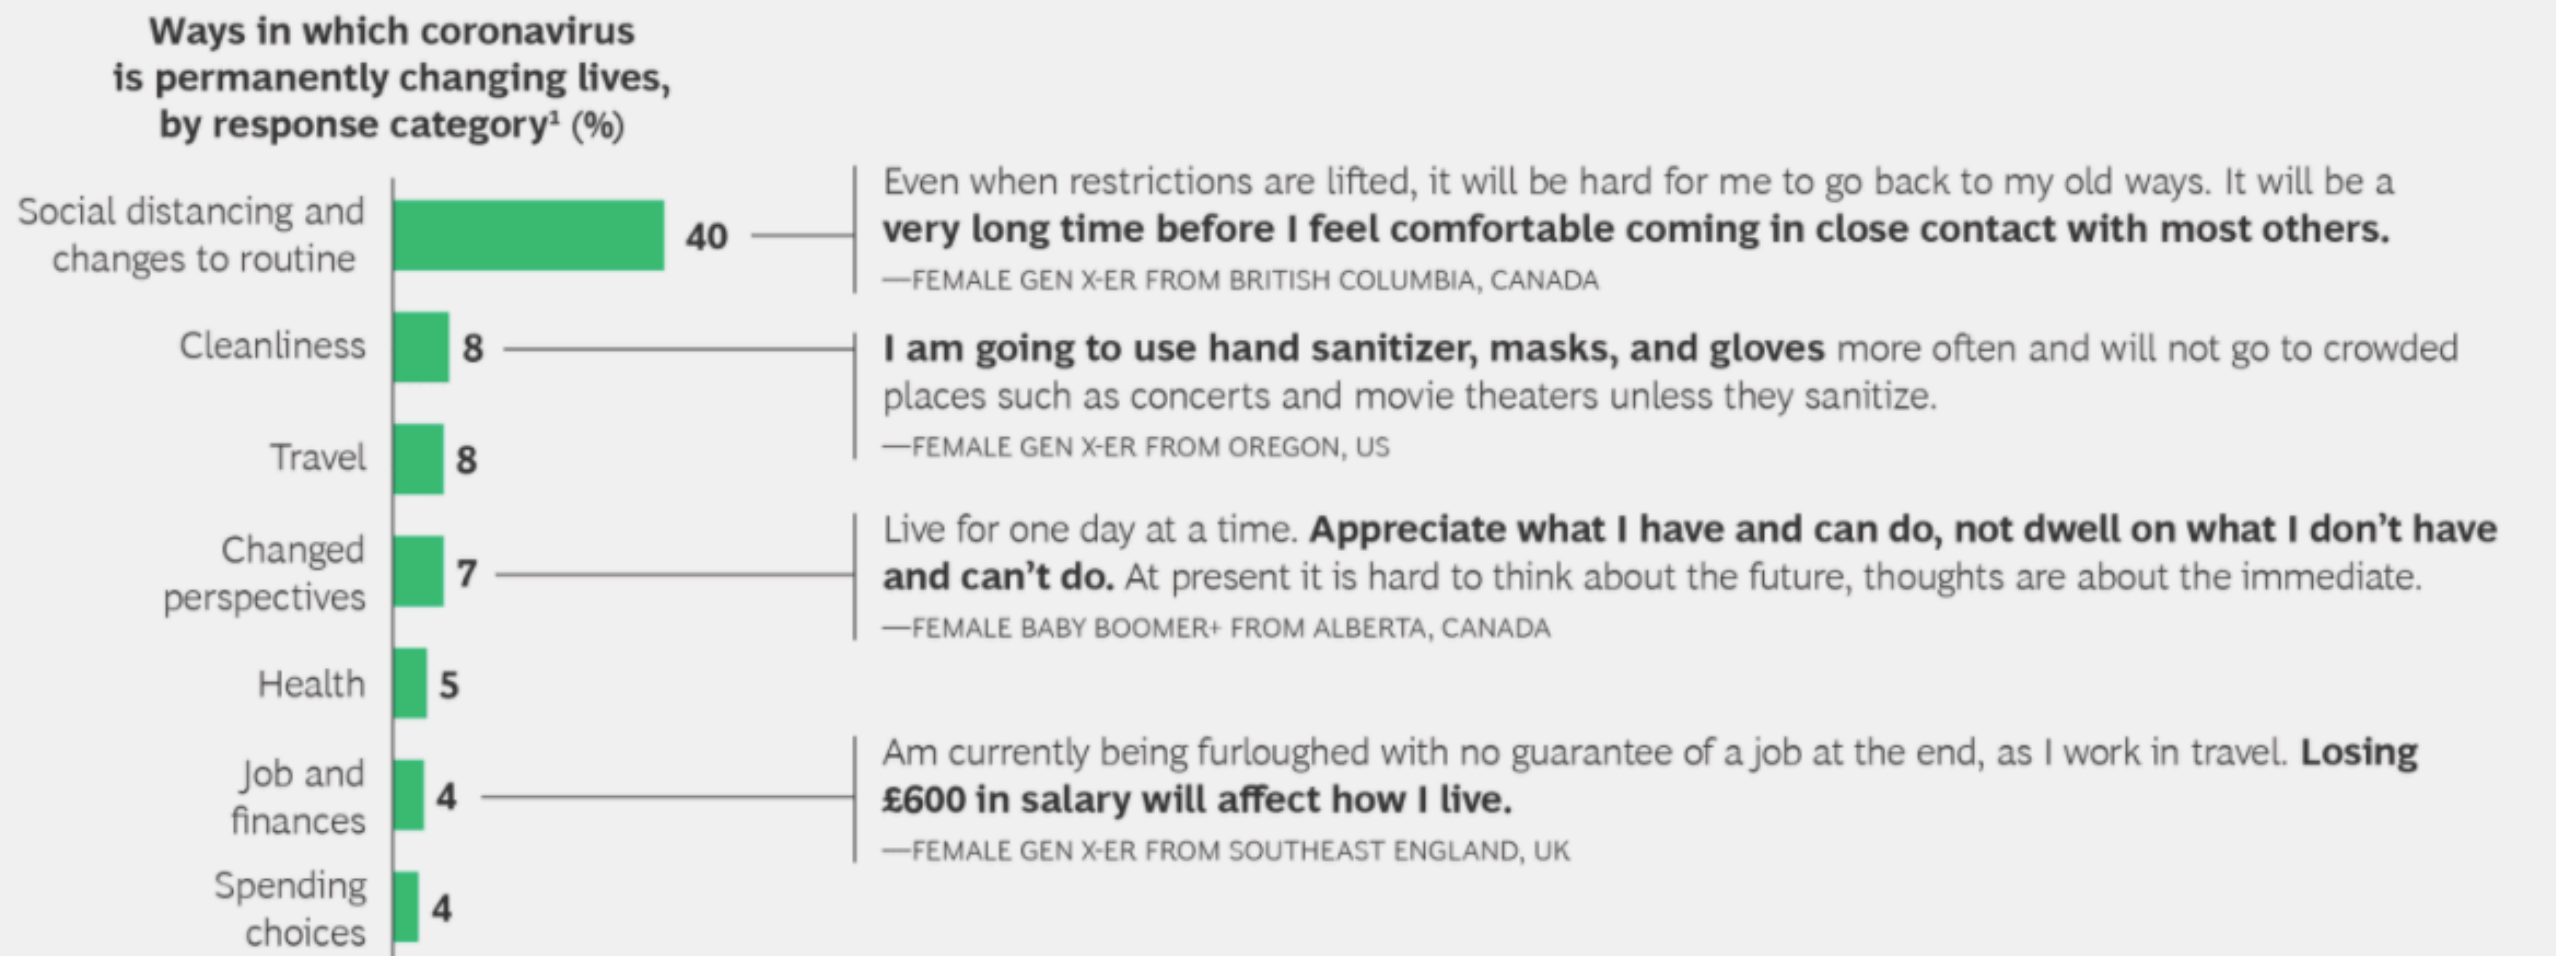 Ways in which coronavirus
is permanently changing lives,
by response category¹ (%)
Social distancing and
changes to routine
40
Even when restrictions are lifted, it will be hard for me to go back to my old ways. It will be a
very long time before I feel comfortable coming in close contact with most others.
—FEMALE GEN X-ER FROM BRITISH COLUMBIA, CANADA
Cleanliness
8
I am going to use hand sanitizer, masks, and gloves more often and will not go to crowded
places such as concerts and movie theaters unless they sanitize.
—FEMALE GEN X-ER FROM OREGON, US
Travel
8
Changed
perspectives
7
Live for one day at a time. Appreciate what I have and can do, not dwell on what I don’t have
and can’t do. At present it is hard to think about the future, thoughts are about the immediate.
—FEMALE BABY BOOMER+ FROM ALBERTA, CANADA
Health
5
Job and
finances
4
Am currently being furloughed with no guarantee of a job at the end, as I work in travel. Losing
£600 in salary will affect how I live.
—FEMALE GEN X-ER FROM SOUTHEAST ENGLAND, UK
Spending
choices
4